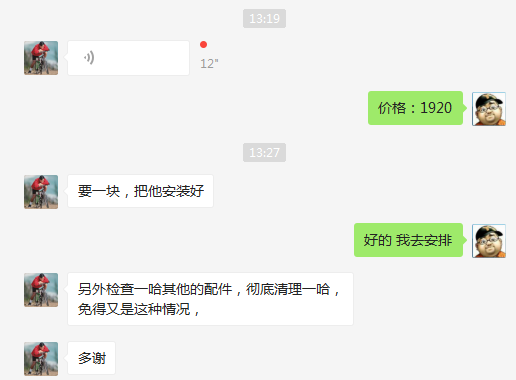 13:19
12"
价格：1920
13:27
要一块，把他安装好
好的 我去安排
另外检查一哈其他的配件，彻底清理一哈，
免得又是这种情况，
多谢